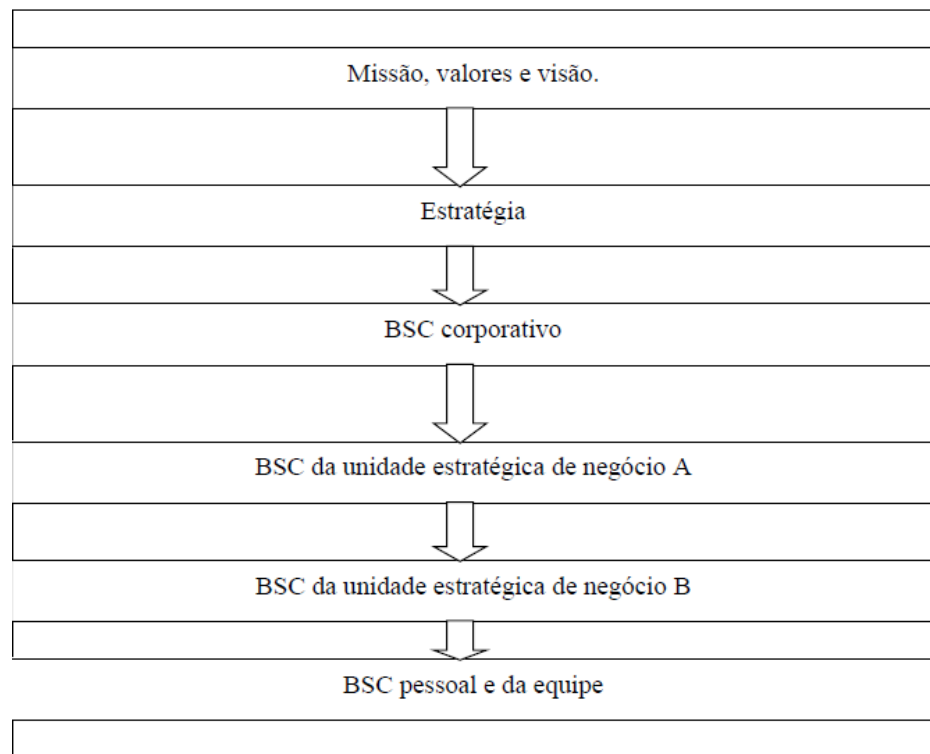 Missão, valores e visão.
Estratégia
BSC corporativo
BSC da unidade estratégica de negócio A
BSC da unidade estratégica de negócio B
BSC pessoal e da equipe